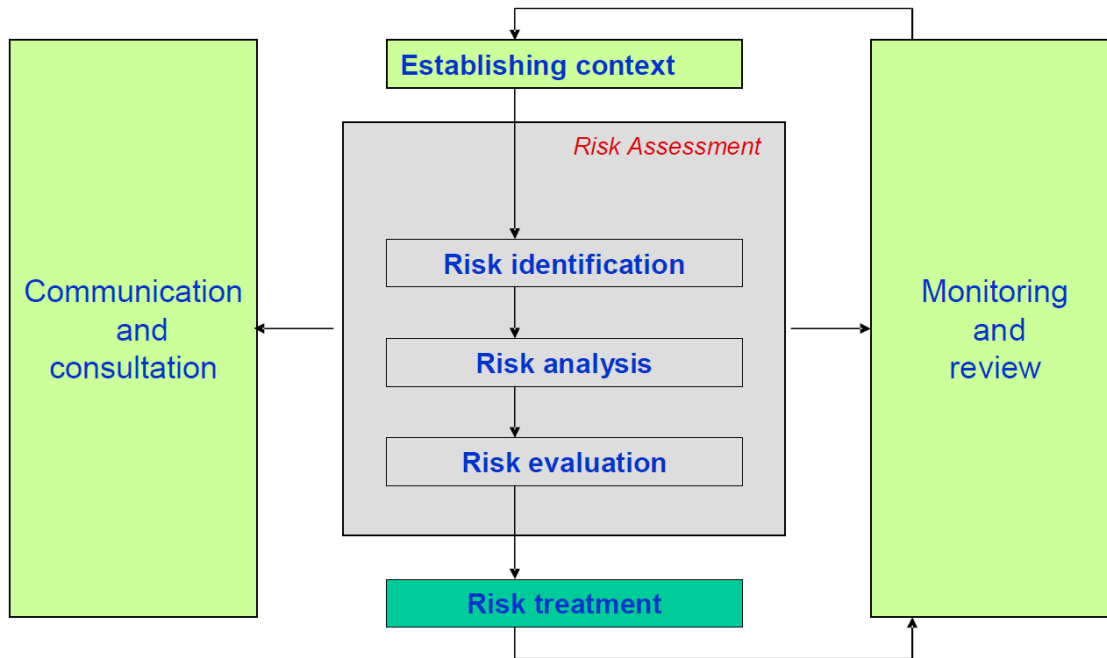 Establishing context
Risk Assessment
Risk identification
Risk analysis
Risk evaluation
Risk treatment
Communication
and
consultation
Monitoring
and
review